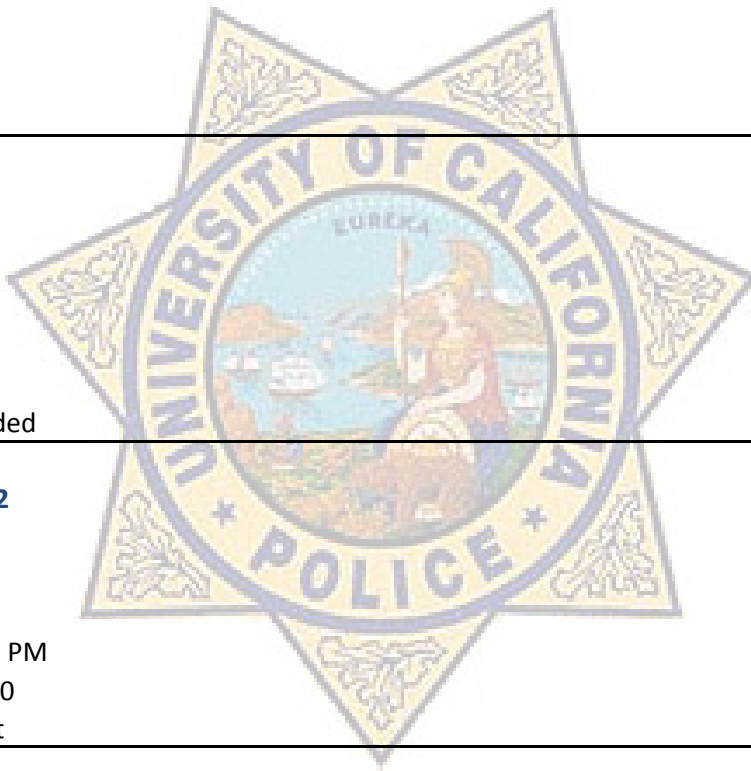 UNIVERSITY OF CALIFORNIA
EUREKA
ded
2
★ POLICE ★
PM
0
t